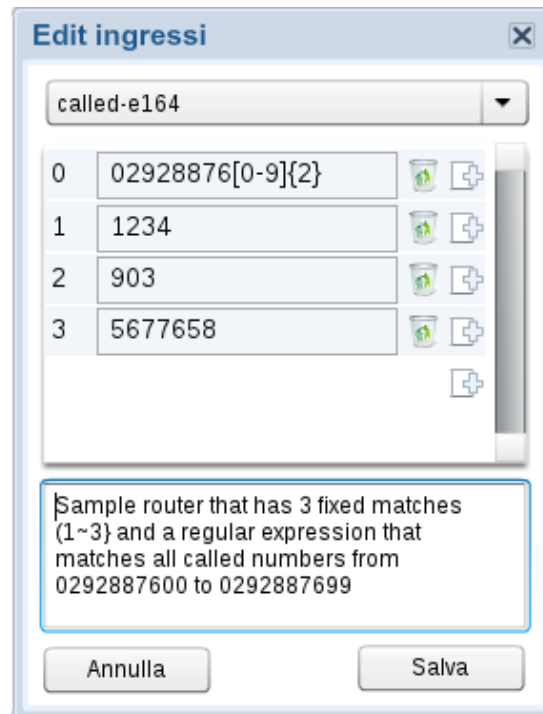 Edit ingressi
called-e164
0 02928876[0-9]{2}
1 1234
2 903
3 5677658
Sample router that has 3 fixed matches
(1~3} and a regular expression that
matches all called numbers from
0292887600 to 0292887699
Annulla Salva